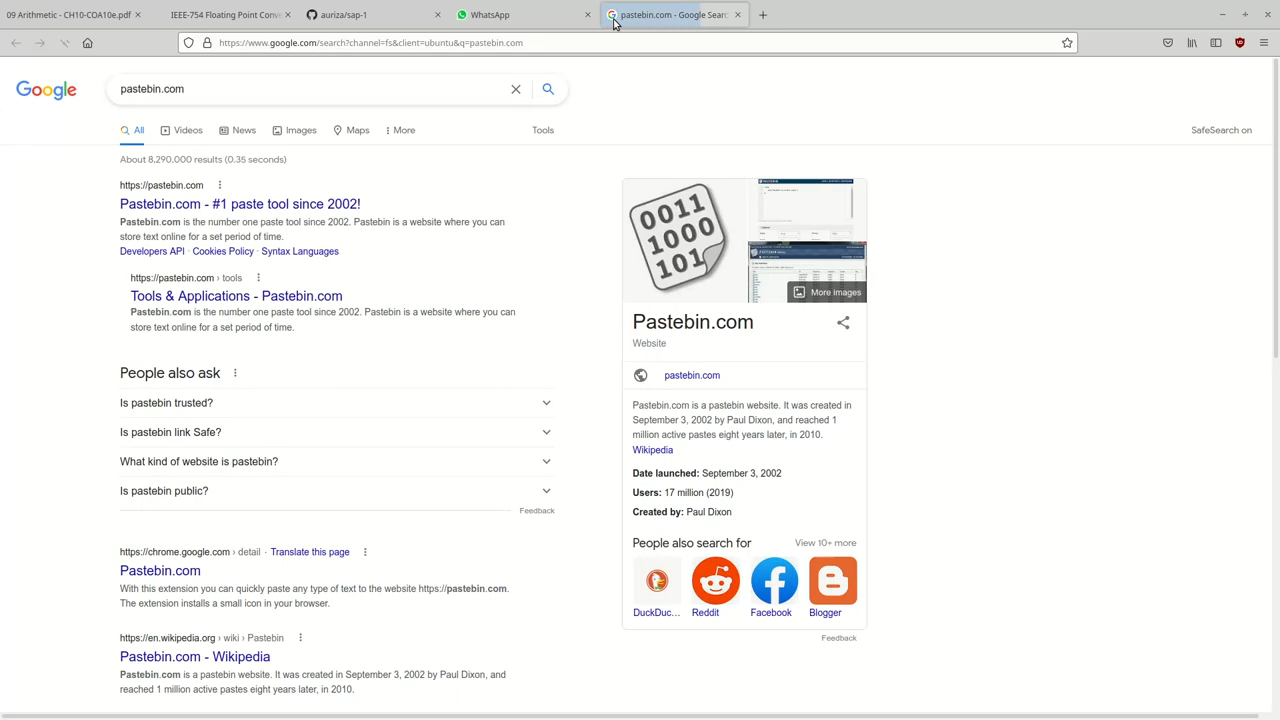 09 Arithmetic - CH10-COA10e.pdf
IEEE-754 Floating Point Conve
auriza/sap-1
WhatsApp
pastebin.com - Google Searc
https://www.google.com/search?channel=fs&client=ubuntu&q=pastebin.com
Google
pastebin.com
All
Videos
News
Images
Maps
More
Tools
SafeSearch on
About 8,290,000 results (0.35 seconds)
https://pastebin.com
Pastebin.com - #1 paste tool since 2002!
Pastebin.com is the number one paste tool since 2002. Pastebin is a website where you can
store text online for a set period of time.
Developers API · Cookies Policy · Syntax Languages
https://pastebin.com › tools
Tools & Applications - Pastebin.com
Pastebin.com is the number one paste tool since 2002. Pastebin is a website where you can
store text online for a set period of time.
People also ask
Is pastebin trusted?
Is pastebin link Safe?
What kind of website is pastebin?
Is pastebin public?
Feedback
https://chrome.google.com › detail · Translate this page
Pastebin.com
With this extension you can quickly paste any type of text to the website https://pastebin.com.
The extension installs a small icon in your browser.
https://en.wikipedia.org › wiki › Pastebin
Pastebin.com - Wikipedia
Pastebin.com is a pastebin website. It was created in September 3, 2002 by Paul Dixon, and
reached 1 million active pastes eight years later, in 2010.
0011
1000
101
More images
Pastebin.com
Website
pastebin.com
Pastebin.com is a pastebin website. It was created in
September 3, 2002 by Paul Dixon, and reached 1
million active pastes eight years later, in 2010.
Wikipedia
Date launched: September 3, 2002
Users: 17 million (2019)
Created by: Paul Dixon
People also search for
View 10+ more
DuckDuc...
Reddit
Facebook
Blogger
Feedback